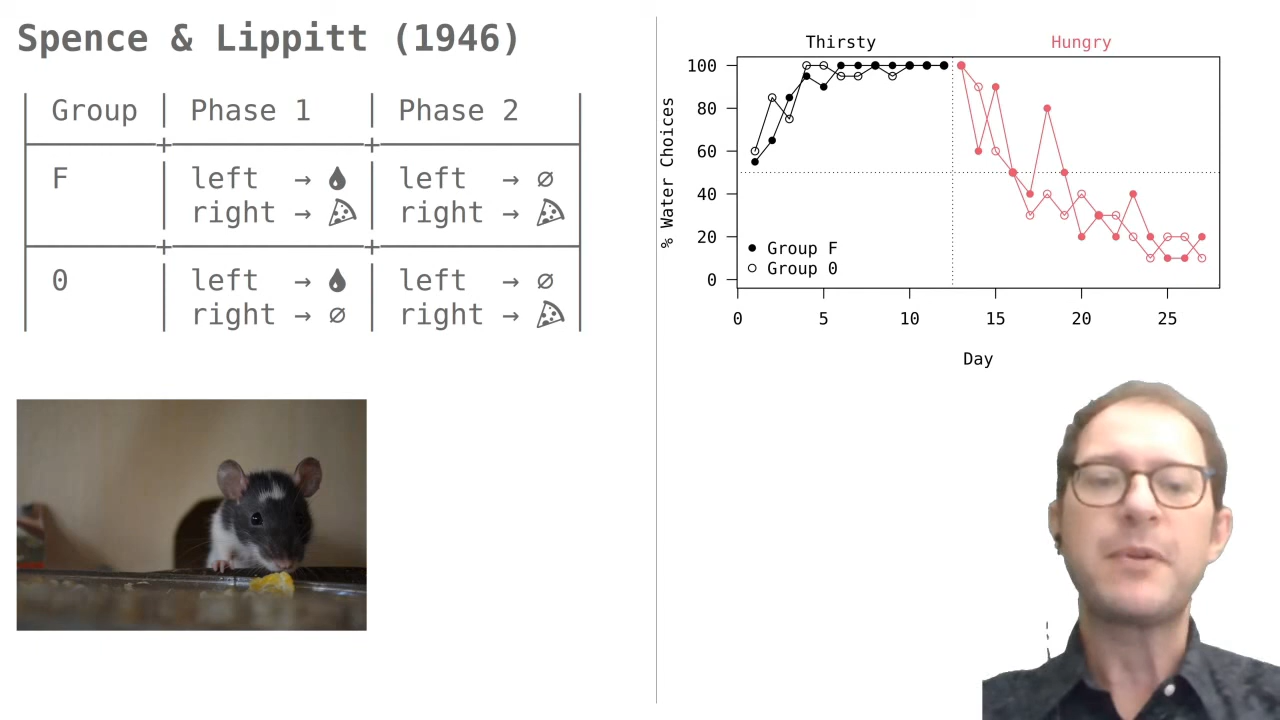 Spence & Lippitt (1946)
Group Phase 1 Phase 2
F left → left → ∅
right → right →
0 left → left → ∅
right → ∅ right →
Thirsty Hungry
% Water Choices
100
80
60
40
20
0
Group F
Group 0
0 5 10 15 20 25
Day